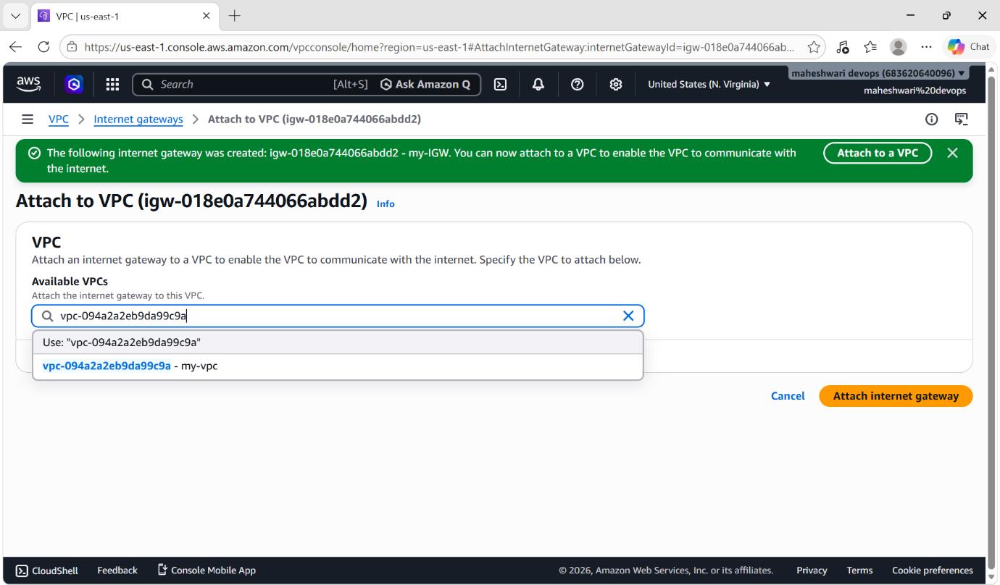 VPC | us-east-1
https://us-east-1.console.aws.amazon.com/vpcconsole/home?region=us-east-1#AttachInternetGateway:internetGatewayId=igw-018e0a744066ab...
Chat
aws
Search
[Alt+S]
Ask Amazon Q
United States (N. Virginia)
maheshwari devops (683620640096)
maheshwari%20devops
VPC
Internet gateways
Attach to VPC (igw-018e0a744066abdd2)
The following internet gateway was created: igw-018e0a744066abdd2 - my-IGW. You can now attach to a VPC to enable the VPC to communicate with
the internet.
Attach to a VPC
Attach to VPC (igw-018e0a744066abdd2)
Info
VPC
Attach an internet gateway to a VPC to enable the VPC to communicate with the internet. Specify the VPC to attach below.
Available VPCs
Attach the internet gateway to this VPC.
vpc-094a2a2eb9da99c9a
Use: "vpc-094a2a2eb9da99c9a"
vpc-094a2a2eb9da99c9a - my-vpc
Cancel
Attach internet gateway
CloudShell
Feedback
Console Mobile App
© 2026, Amazon Web Services, Inc. or its affiliates.
Privacy
Terms
Cookie preferences